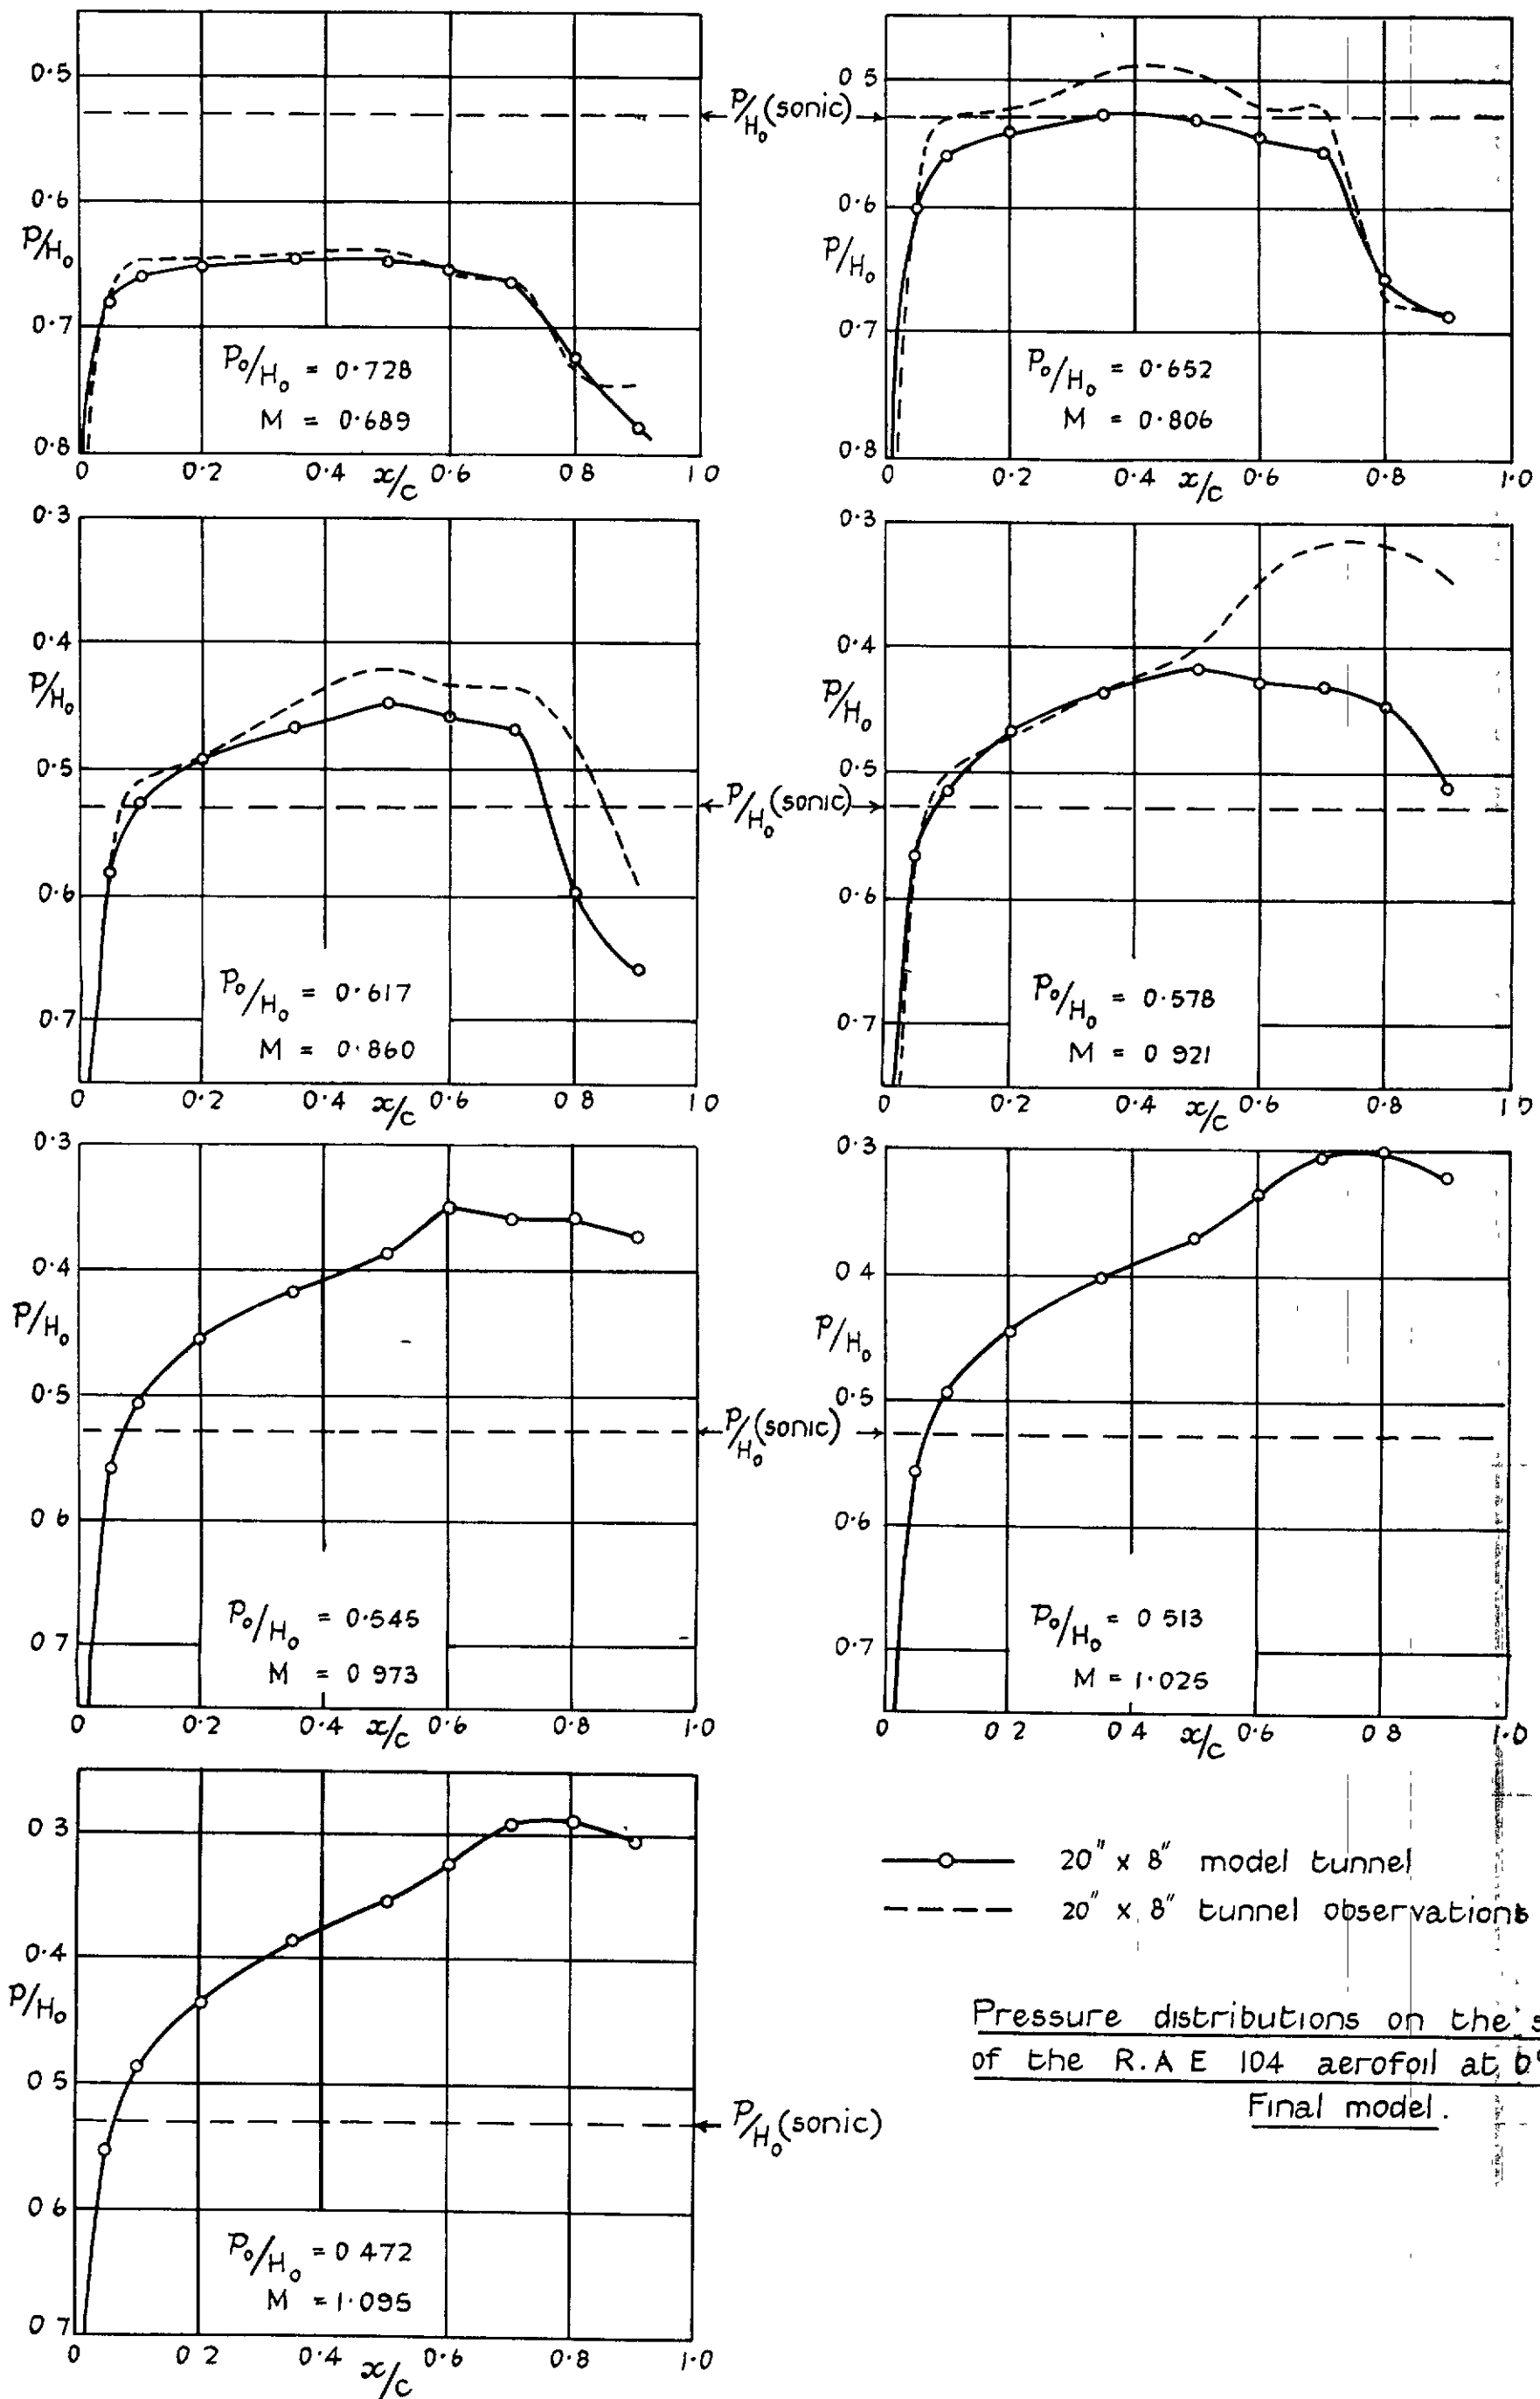 0.5
0.6
P/H₀
0.7
0.8
0 0.2 0.4 x/c 0.6 0.8 1.0
P₀/H₀ = 0.728
M = 0.689
P/H₀ (sonic)
0.5
0.6
P/H₀
0.7
0.8
0 0.2 0.4 x/c 0.6 0.8 1.0
P₀/H₀ = 0.652
M = 0.806
0.3
0.4
P/H₀
0.5
0.6
0.7
0 0.2 0.4 x/c 0.6 0.8 1.0
P₀/H₀ = 0.617
M = 0.860
P/H₀ (sonic)
0.3
0.4
P/H₀
0.5
0.6
0.7
0 0.2 0.4 x/c 0.6 0.8 1.0
P₀/H₀ = 0.578
M = 0.921
0.3
0.4
P/H₀
0.5
0.6
0.7
0 0.2 0.4 x/c 0.6 0.8 1.0
P₀/H₀ = 0.545
M = 0.973
P/H₀ (sonic)
0.3
0.4
P/H₀
0.5
0.6
0.7
0 0.2 0.4 x/c 0.6 0.8 1.0
P₀/H₀ = 0.513
M = 1.025
0.3
0.4
P/H₀
0.5
0.6
0.7
0 0.2 0.4 x/c 0.6 0.8 1.0
P₀/H₀ = 0.472
M = 1.095
P/H₀ (sonic)
20" x 8" model tunnel
20" x 8" tunnel observations
Pressure distributions on the
of the R.A E 104 aerofoil at
Final model.